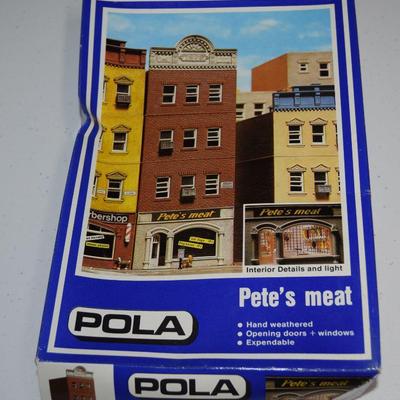 Pete's meat
Pete's meat
bershop
Interior Details and light
Pete's meat
• Hand weathered
• Opening doors + windows
• Expendable
POLA
POLA
Pete's meat